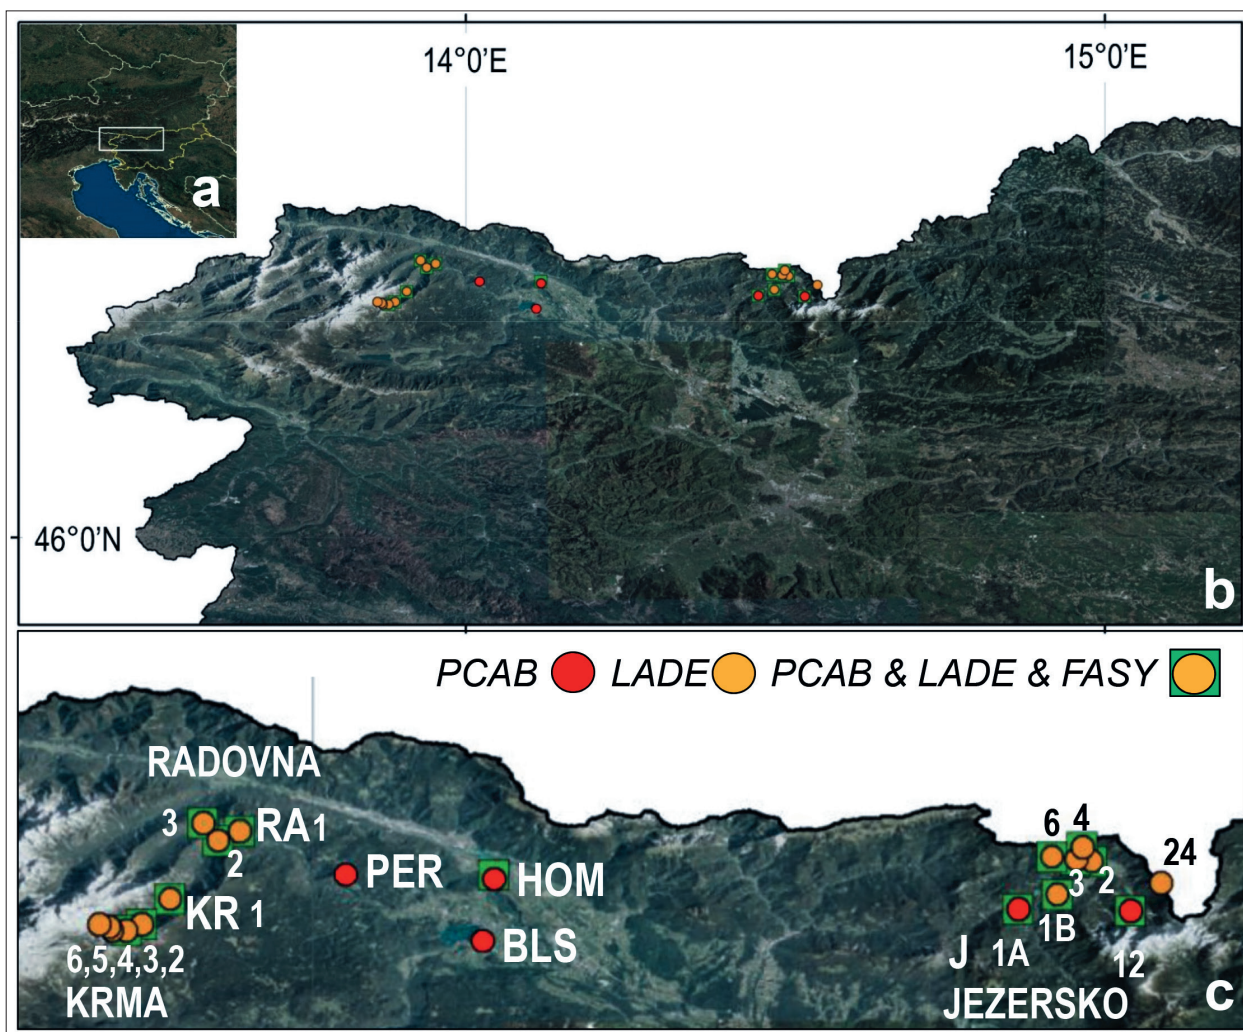 14°0'E
15°0'E
a
46°0'N
b
PCAB LADE PCAB & LADE & FASY
RADOVNA
3
RA1
2
PER
HOM
KR 1
BLS
6,5,4,3,2
KRMA
6
4
24
3
2
1B
J
1A
12
JEZERSKO
c